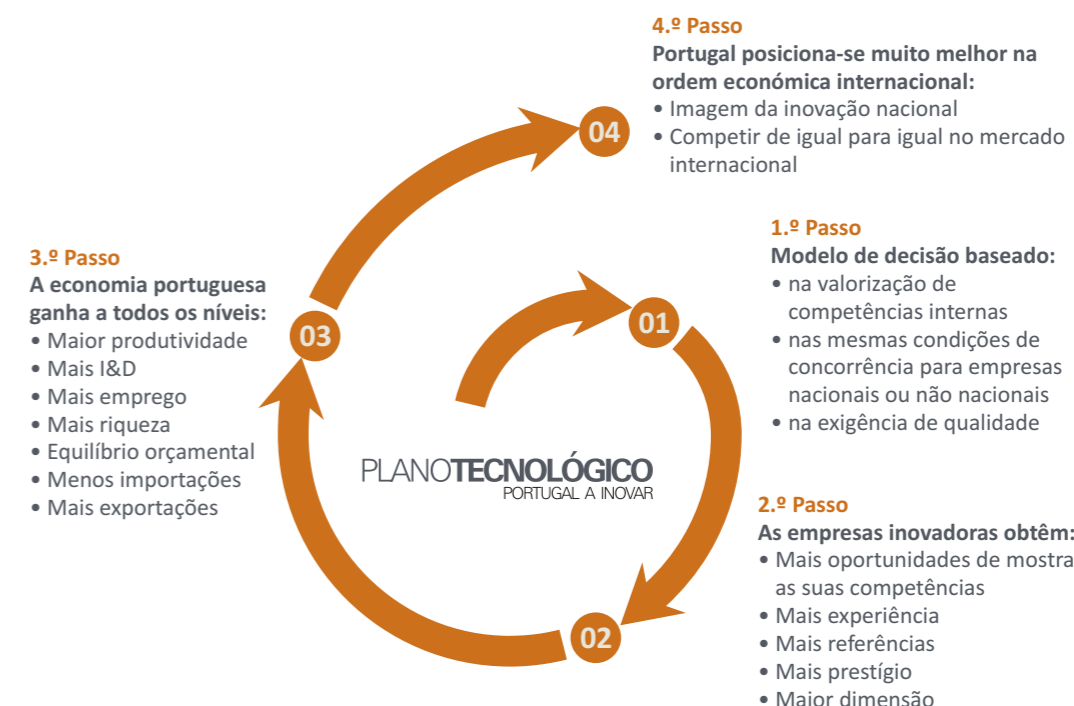 4.º Passo
Portugal posiciona-se muito melhor na
ordem económica internacional:
• Imagem da inovação nacional
• Competir de igual para igual no mercado
internacional
04
1.º Passo
Modelo de decisão baseado:
• na valorização de
competências internas
• nas mesmas condições de
concorrência para empresas
nacionais ou não nacionais
• na exigência de qualidade
01
3.º Passo
A economia portuguesa
ganha a todos os níveis:
• Maior produtividade
• Mais I&D
• Mais emprego
• Mais riqueza
• Equilíbrio orçamental
• Menos importações
• Mais exportações
03
PLANOTECNOLÓGICO
PORTUGAL A INOVAR
2.º Passo
As empresas inovadoras obtêm:
• Mais oportunidades de mostra
as suas competências
• Mais experiência
• Mais referências
• Mais prestígio
• Maior dimensão
02